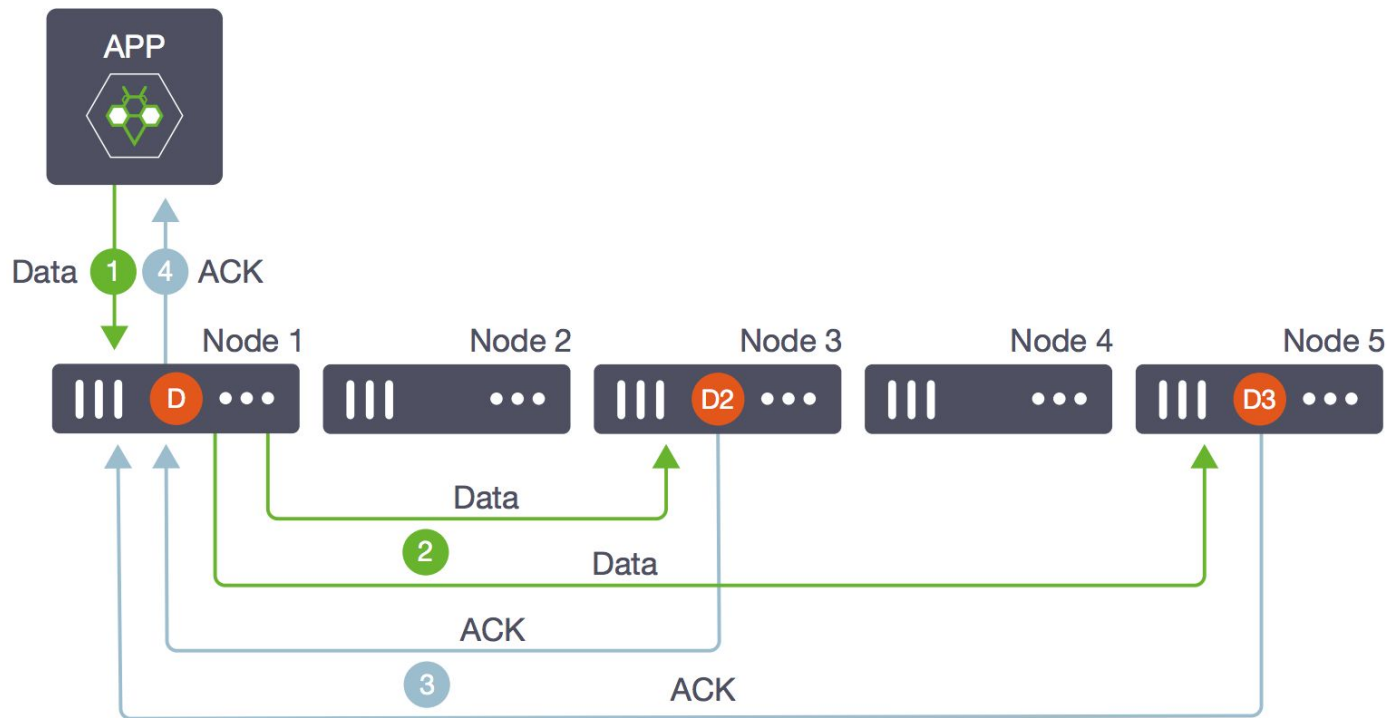 APP
Data 1 4 ACK
Node 1 Node 2 Node 3 Node 4 Node 5
D D2 D3
Data
2
Data
ACK
3
ACK